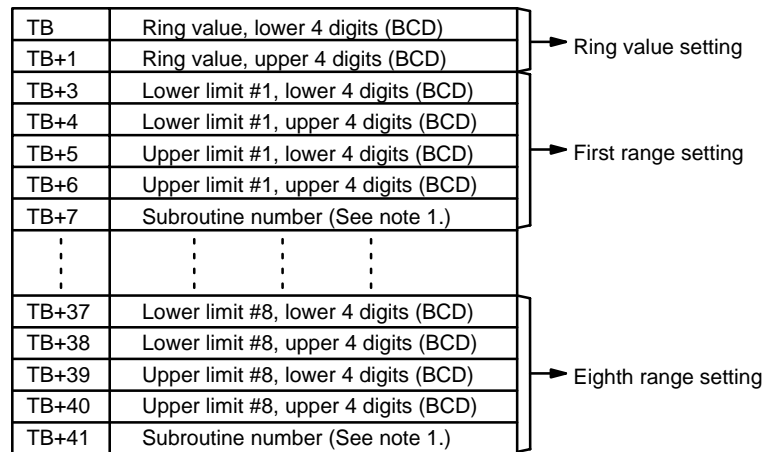 TB Ring value, lower 4 digits (BCD)
TB+1 Ring value, upper 4 digits (BCD)
Ring value setting
TB+3 Lower limit #1, lower 4 digits (BCD)
TB+4 Lower limit #1, upper 4 digits (BCD)
TB+5 Upper limit #1, lower 4 digits (BCD)
First range setting
TB+6 Upper limit #1, upper 4 digits (BCD)
TB+7 Subroutine number (See note 1.)
TB+37 Lower limit #8, lower 4 digits (BCD)
TB+38 Lower limit #8, upper 4 digits (BCD)
TB+39 Upper limit #8, lower 4 digits (BCD)
Eighth range setting
TB+40 Upper limit #8, upper 4 digits (BCD)
TB+41 Subroutine number (See note 1.)